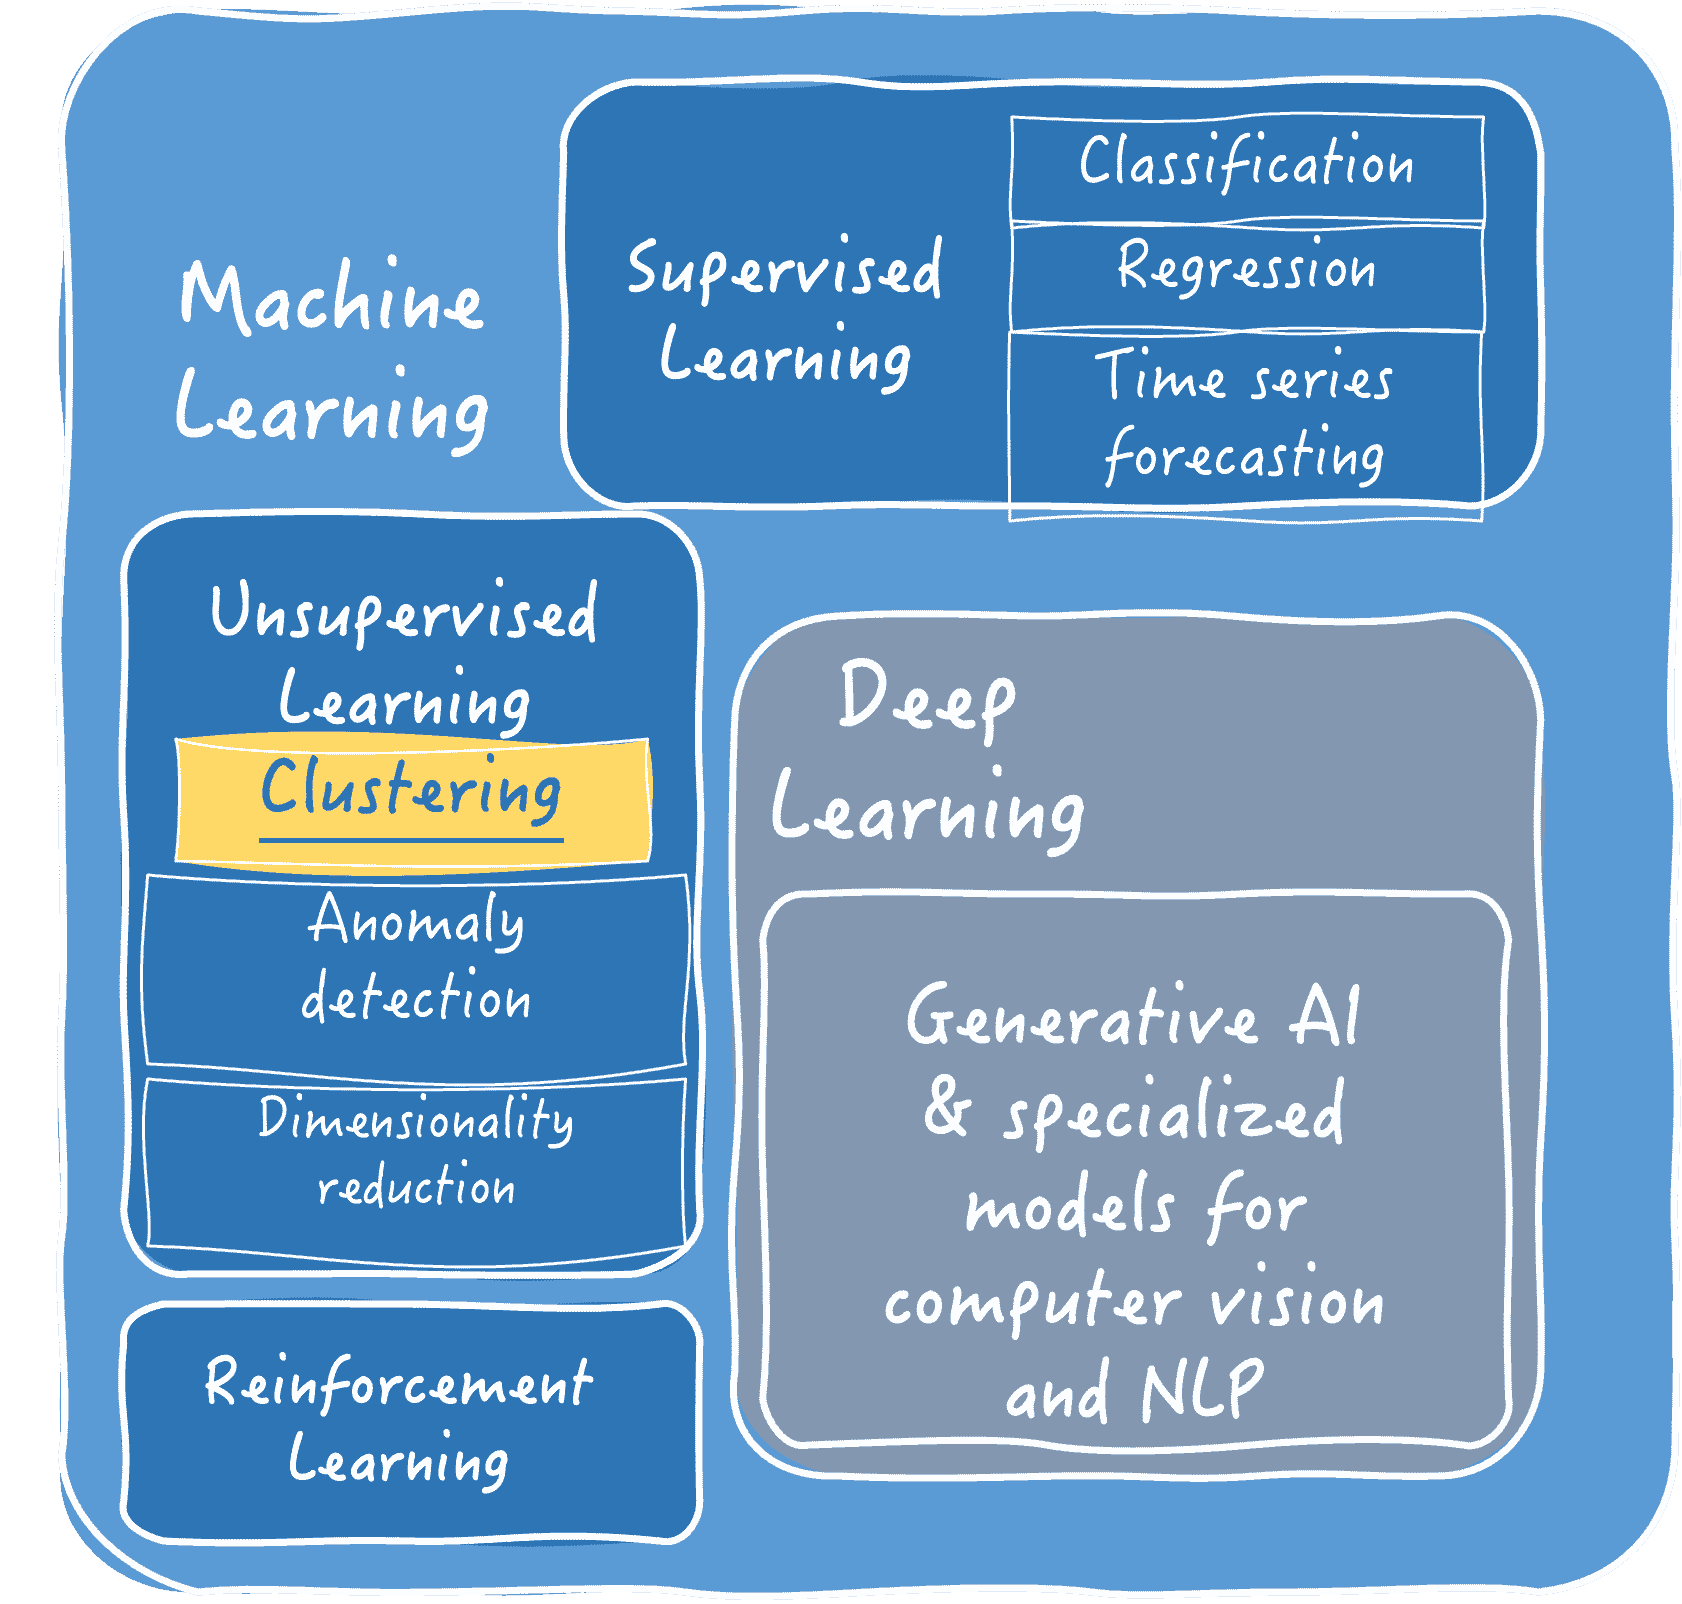 Machine
Learning
Supervised
Learning
Classification
Regression
Time series
forecasting
Unsupervised
Learning
Clustering
Anomaly
detection
Dimensionality
reduction
Reinforcement
Learning
Deep
Learning
Generative AI
& specialized
models for
computer vision
and NLP